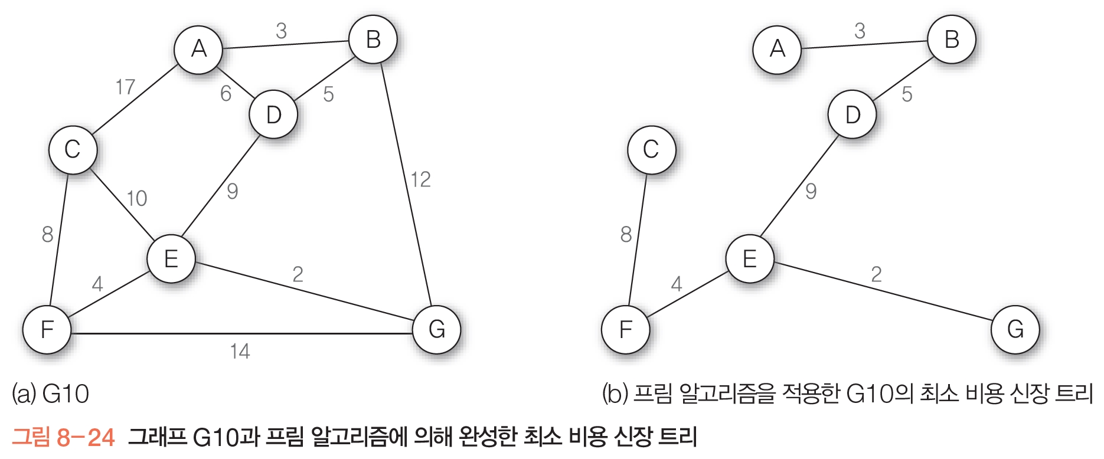 A 3 B
17 6 5
D
C
12
10 9
8
E
4 2
F G
14
A 3 B
5
D
C
9
8
E
4 2
F G
(a) G10
(b) 프림 알고리즘을 적용한 G10의 최소 비용 신장 트리
그림 8-24 그래프 G10과 프림 알고리즘에 의해 완성한 최소 비용 신장 트리